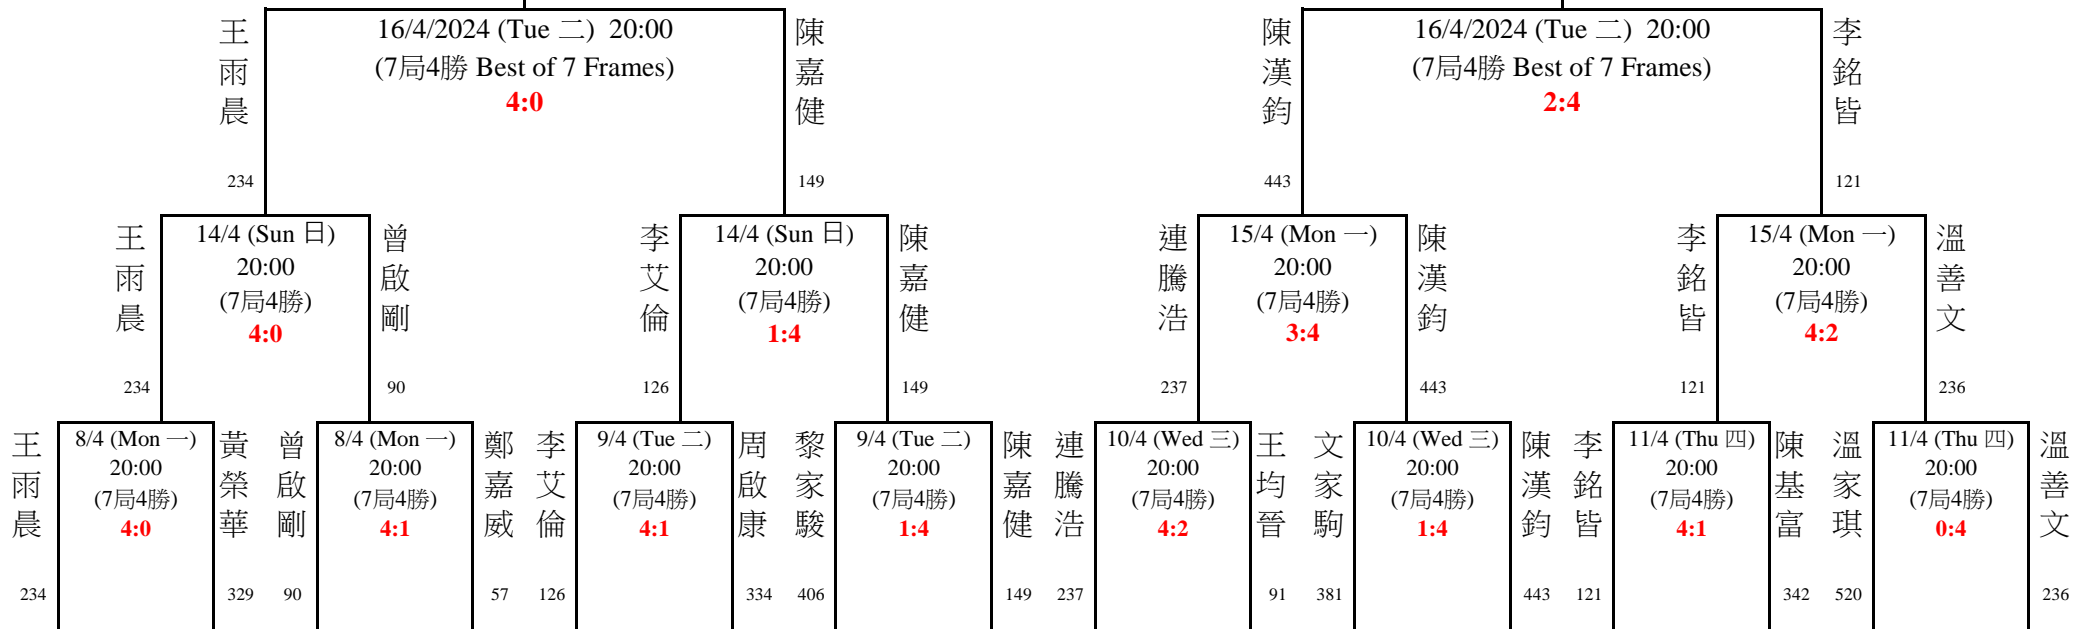 王雨晨
16/4/2024 (Tue 二) 20:00
(7局4勝 Best of 7 Frames)
4:0
陳嘉健
陳漢鈞
16/4/2024 (Tue 二) 20:00
(7局4勝 Best of 7 Frames)
2:4
李銘皆
234
149
443
121
王雨晨
14/4 (Sun 日)
20:00
(7局4勝)
4:0
曾啟剛
李艾倫
14/4 (Sun 日)
20:00
(7局4勝)
1:4
陳嘉健
連騰浩
15/4 (Mon 一)
20:00
(7局4勝)
3:4
陳漢鈞
李銘皆
15/4 (Mon 一)
20:00
(7局4勝)
4:2
溫善文
234
90
126
149
237
443
121
236
王雨晨
8/4 (Mon 一)
20:00
(7局4勝)
4:0
黃榮華
曾啟剛
8/4 (Mon 一)
20:00
(7局4勝)
4:1
鄭嘉威
李艾倫
9/4 (Tue 二)
20:00
(7局4勝)
4:1
周啟康
黎家駿
9/4 (Tue 二)
20:00
(7局4勝)
1:4
陳嘉健
連騰浩
10/4 (Wed 三)
20:00
(7局4勝)
4:2
王均晉
文家駒
10/4 (Wed 三)
20:00
(7局4勝)
1:4
陳漢鈞
李銘皆
11/4 (Thu 四)
20:00
(7局4勝)
4:1
陳基富
溫家琪
11/4 (Thu 四)
20:00
(7局4勝)
0:4
溫善文
234
329
90
57
126
334
406
149
237
91
381
443
121
342
520
236